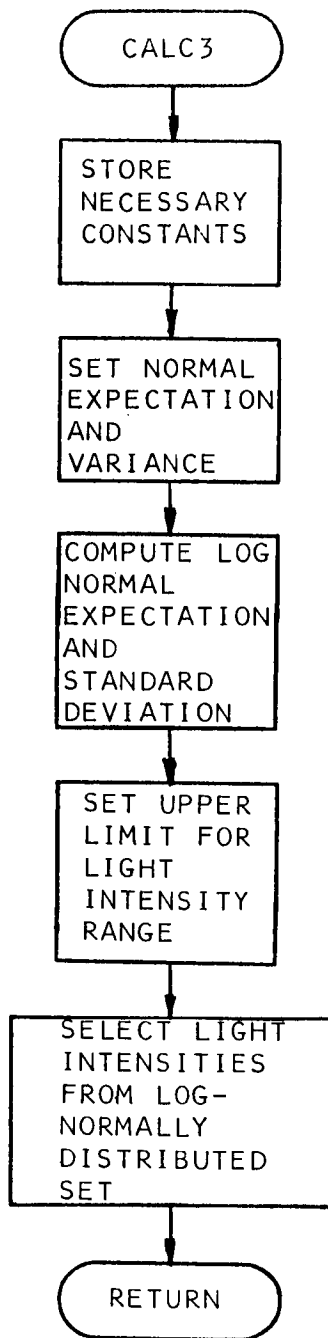 CALC3
STORE
NECESSARY
CONSTANTS
SET NORMAL
EXPECTATION
AND
VARIANCE
COMPUTE LOG
NORMAL
EXPECTATION
AND
STANDARD
DEVIATION
SET UPPER
LIMIT FOR
LIGHT
INTENSITY
RANGE
SELECT LIGHT
INTENSITIES
FROM LOG-
NORMALLY
DISTRIBUTED
SET
RETURN